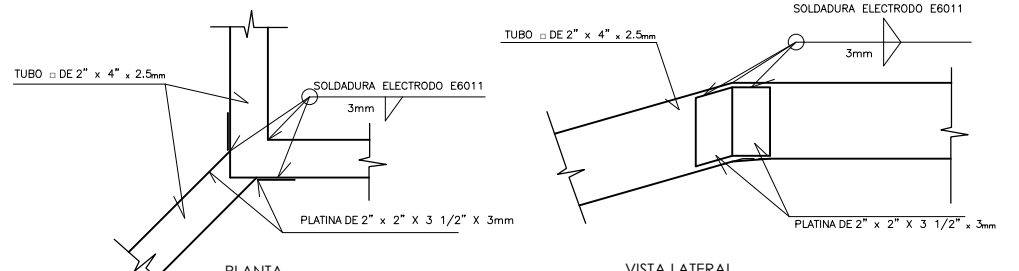 SOLDADURA ELECTRODO E6011
TUBO □ DE 2” x 4” x 2.5mm
3mm
TUBO □ DE 2” x 4” x 2.5mm
SOLDADURA ELECTRODO E6011
3mm
PLATINA DE 2” x 2” X 3 1/2” X 3mm
PLATINA DE 2” x 2” X 3 1/2” x 3mm
PLANTA
VISTA LATERAL